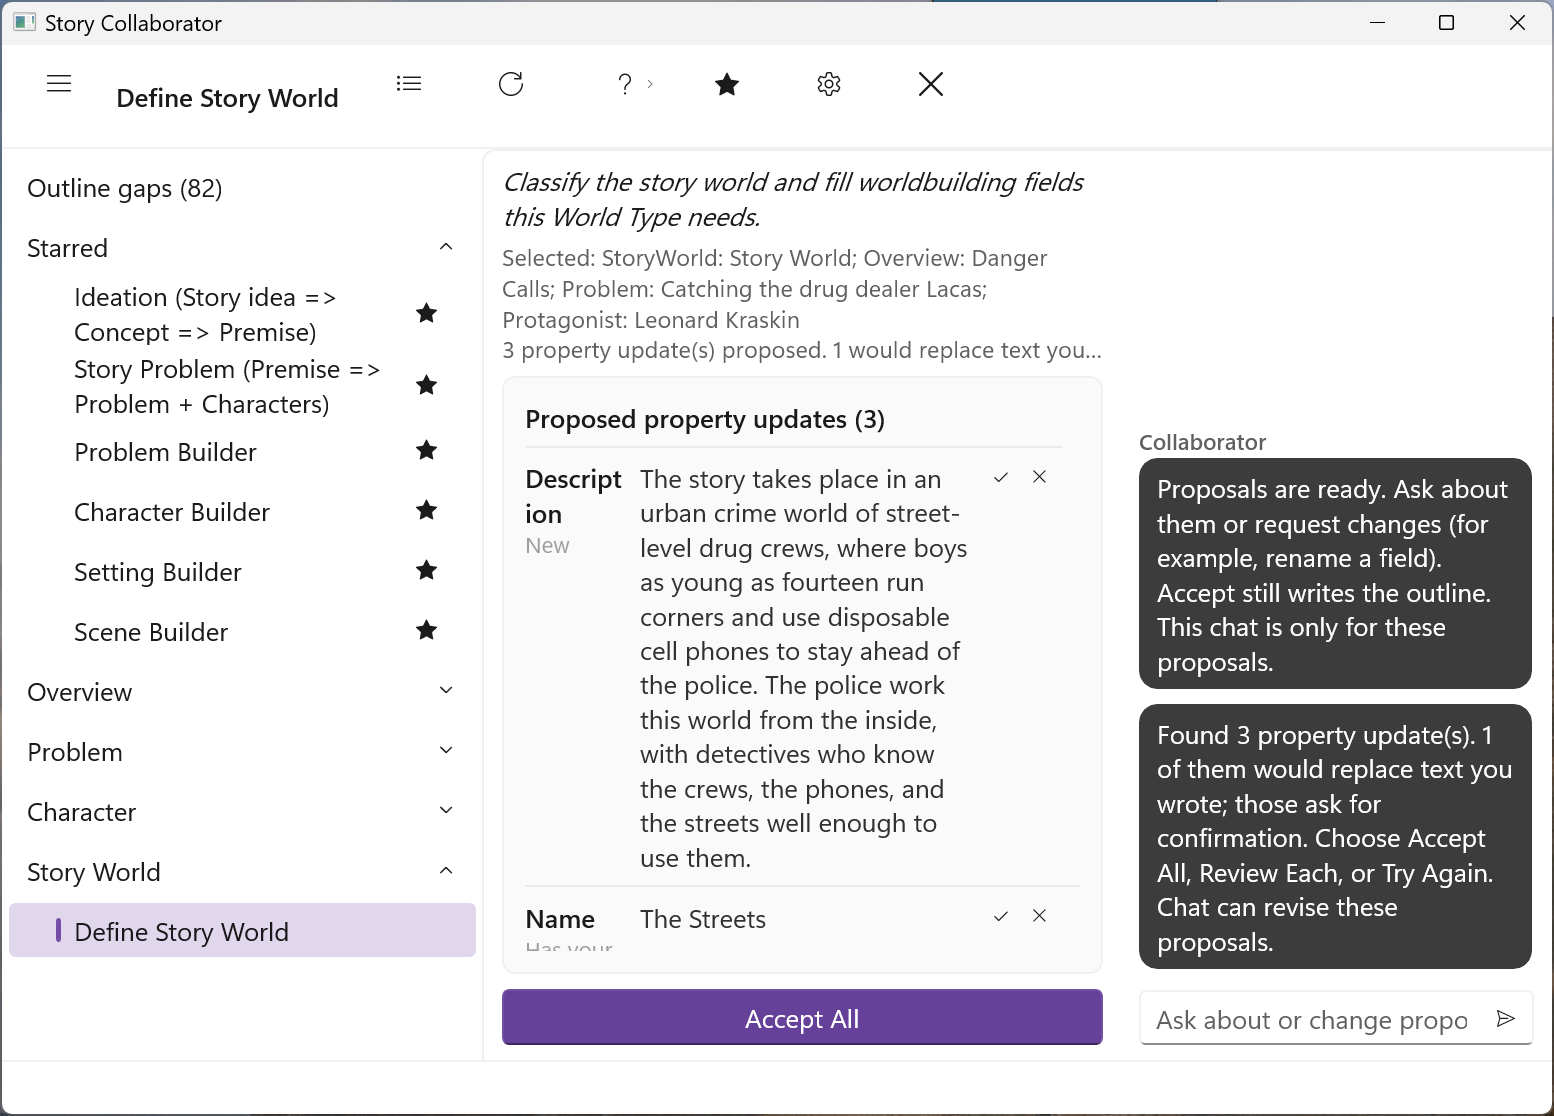 Story Collaborator
Define Story World
?
Outline gaps (82)
Starred
Ideation (Story idea =>
Concept => Premise)
Story Problem (Premise =>
Problem + Characters)
Problem Builder
Character Builder
Setting Builder
Scene Builder
Overview
Problem
Character
Story World
Define Story World
Classify the story world and fill worldbuilding fields
this World Type needs.
Selected: StoryWorld: Story World; Overview: Danger
Calls; Problem: Catching the drug dealer Lacas;
Protagonist: Leonard Kraskin
3 property update(s) proposed. 1 would replace text you...
Proposed property updates (3)
Descript
ion
New
The story takes place in an
urban crime world of street-
level drug crews, where boys
as young as fourteen run
corners and use disposable
cell phones to stay ahead of
the police. The police work
this world from the inside,
with detectives who know
the crews, the phones, and
the streets well enough to
use them.
Name
Has your
The Streets
Accept All
Collaborator
Proposals are ready. Ask about
them or request changes (for
example, rename a field).
Accept still writes the outline.
This chat is only for these
proposals.
Found 3 property update(s). 1
of them would replace text you
wrote; those ask for
confirmation. Choose Accept
All, Review Each, or Try Again.
Chat can revise these
proposals.
Ask about or change propo